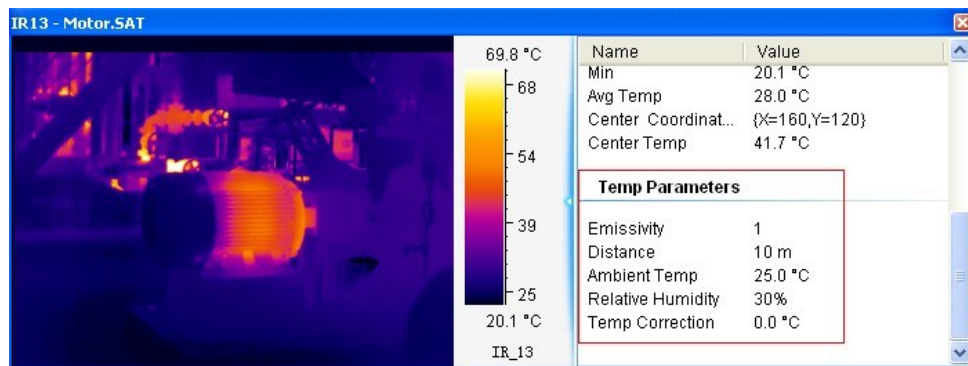 IR13 - Motor.SAT
69.8 °C
68
54
39
25
20.1 °C
IR_13
Name Value
Min 20.1 °C
Avg Temp 28.0 °C
Center Coordinat... {X=160,Y=120}
Center Temp 41.7 °C
Temp Parameters
Emissivity 1
Distance 10 m
Ambient Temp 25.0 °C
Relative Humidity 30%
Temp Correction 0.0 °C